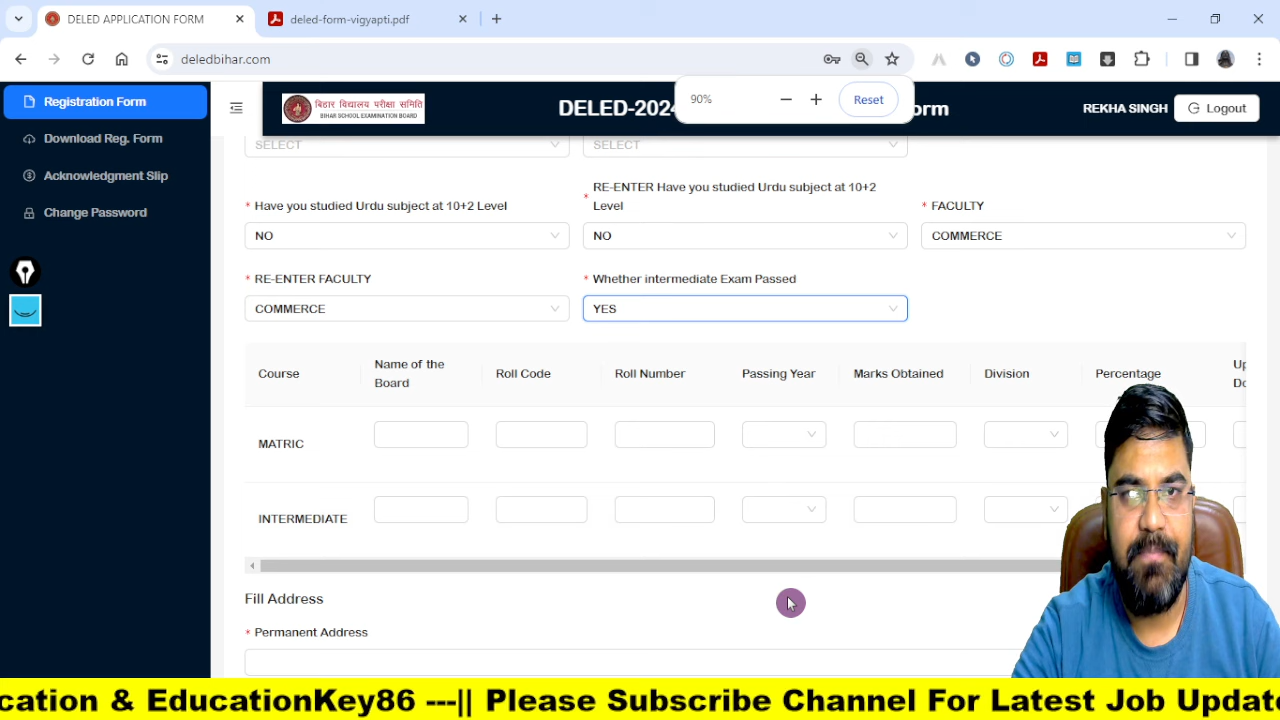 DELED APPLICATION FORM
deled-form-vigyapti.pdf
deledbihar.com
Registration Form
Download Reg. Form
Acknowledgment Slip
Change Password
बिहार विद्यालय परीक्षा समिति
BIHAR SCHOOL EXAMINATION BOARD
DELED-2024
orm
90%
Reset
REKHA SINGH
Logout
SELECT
SELECT
* Have you studied Urdu subject at 10+2 Level
* RE-ENTER Have you studied Urdu subject at 10+2 Level
* FACULTY
NO
NO
COMMERCE
* RE-ENTER FACULTY
* Whether intermediate Exam Passed
COMMERCE
YES
Course
Name of the Board
Roll Code
Roll Number
Passing Year
Marks Obtained
Division
Percentage
Up
Do
MATRIC
INTERMEDIATE
Fill Address
* Permanent Address
cation & EducationKey86 ---|| Please Subscribe Channel For Latest Job Update